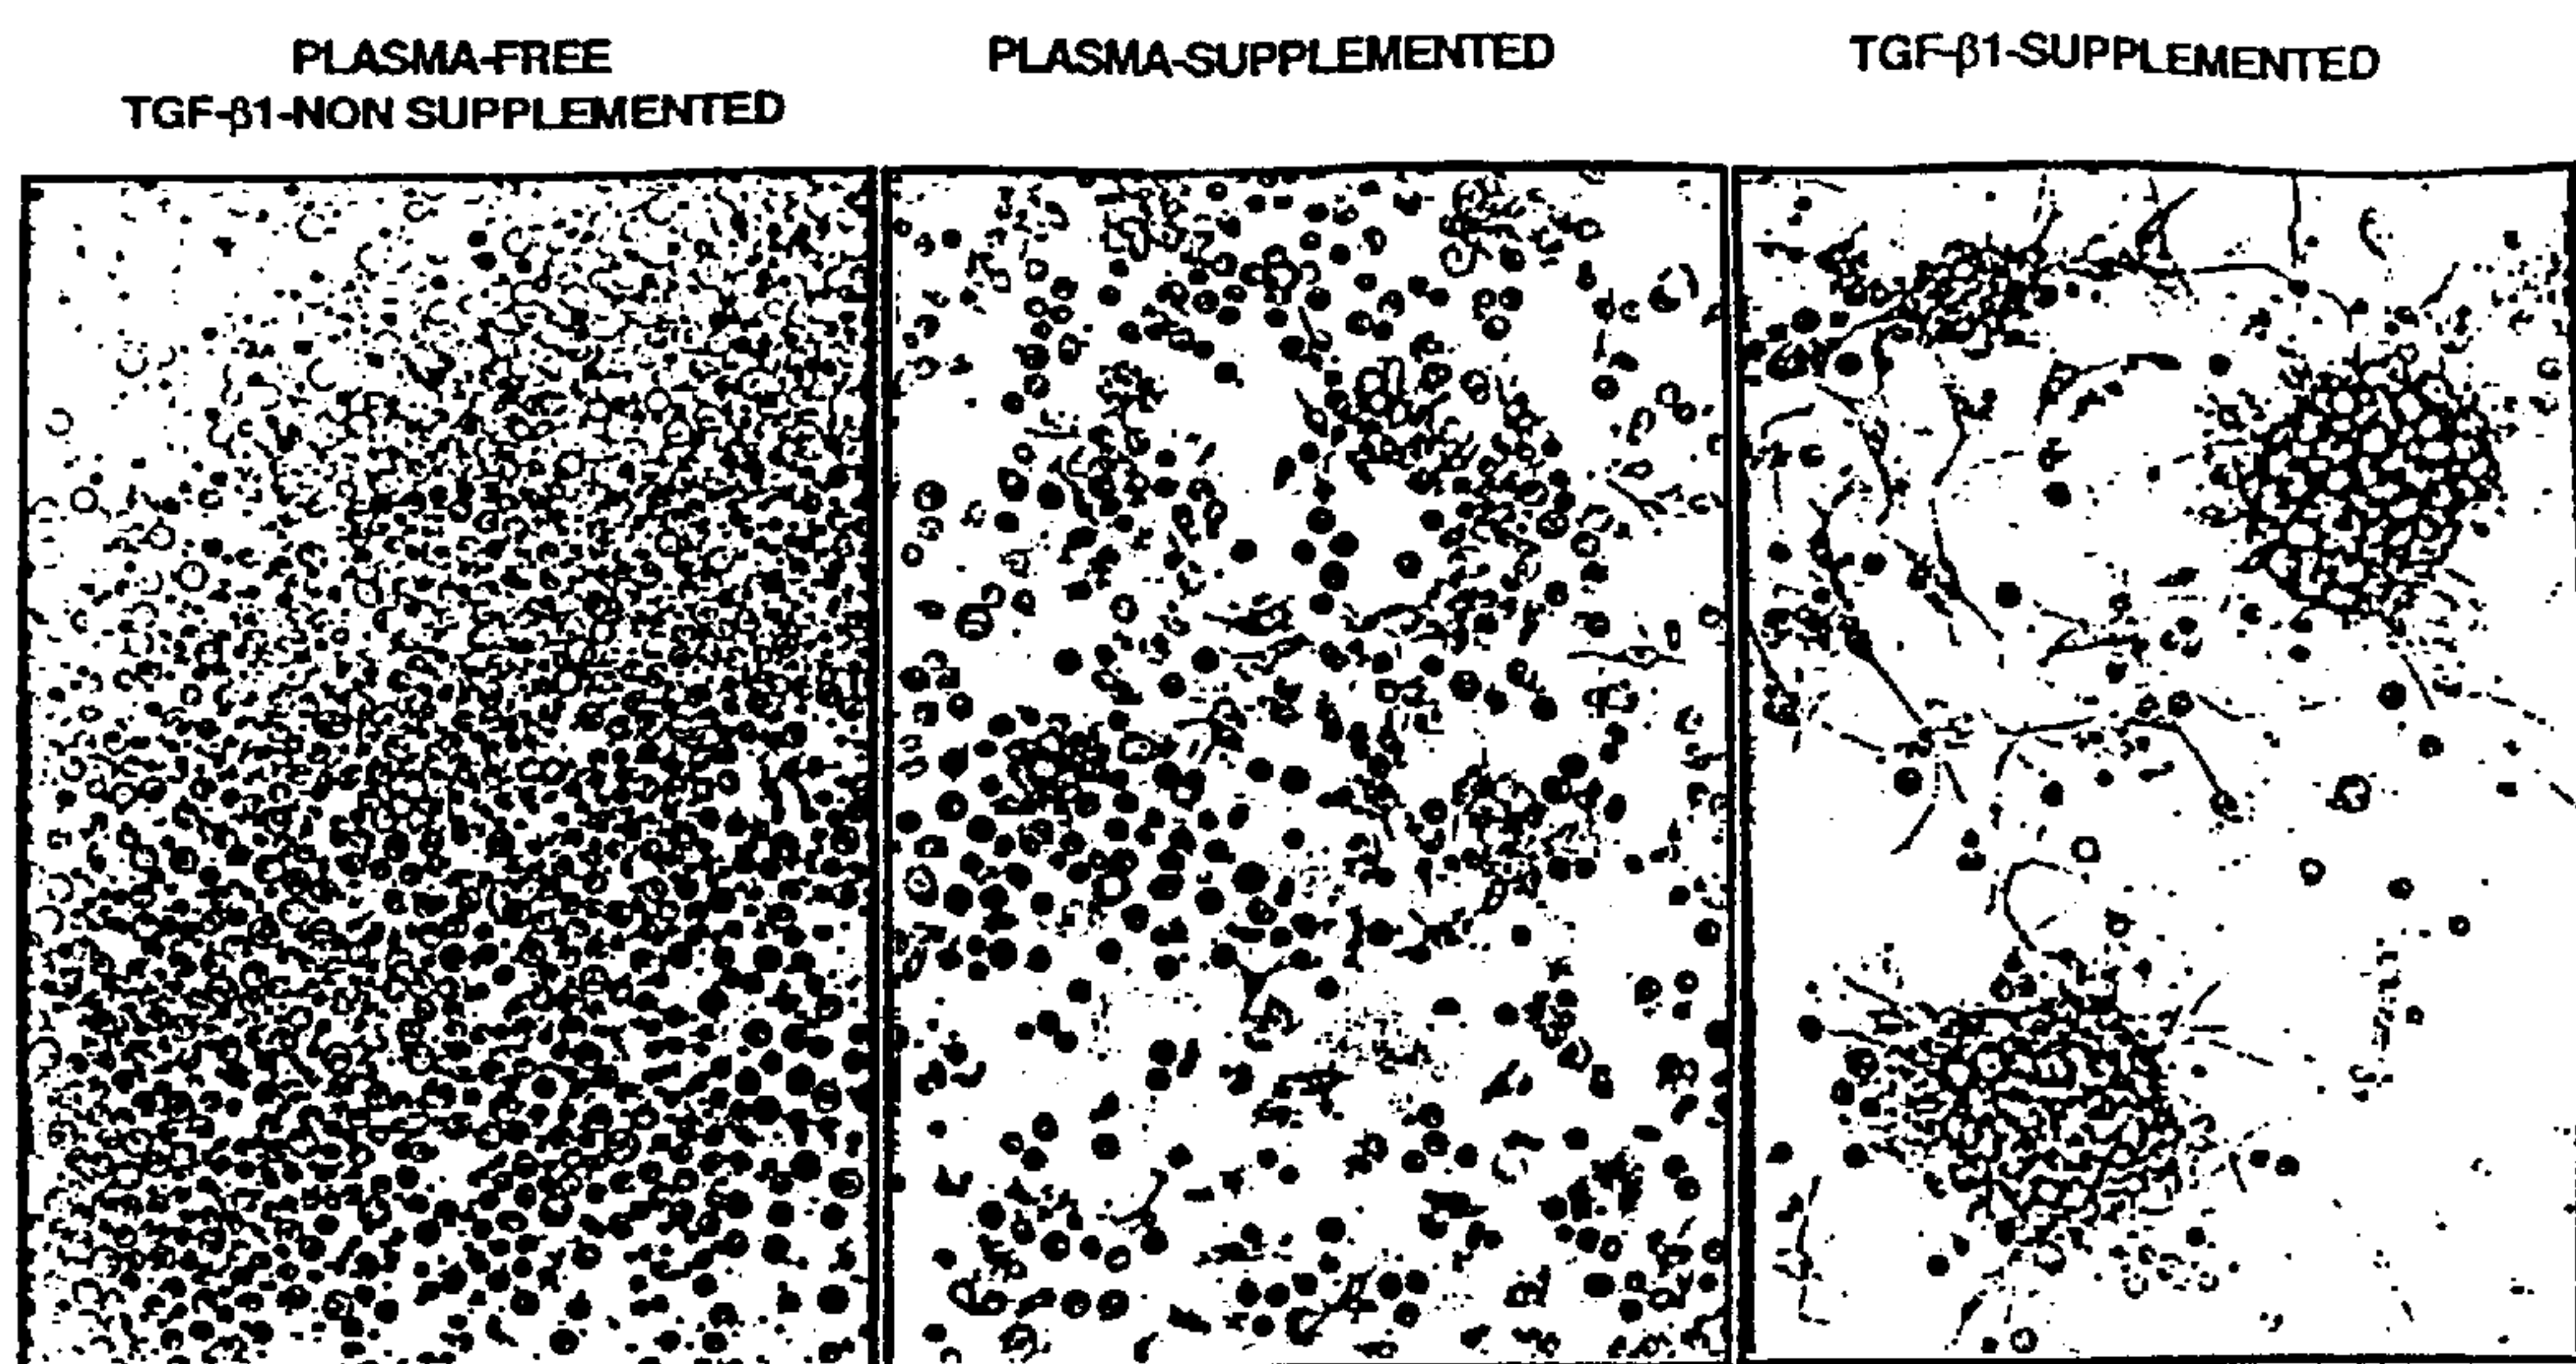 PLASMA-FREE
TGF-β1-NON SUPPLEMENTED
PLASMA-SUPPLEMENTED
TGF-β1-SUPPLEMENTED